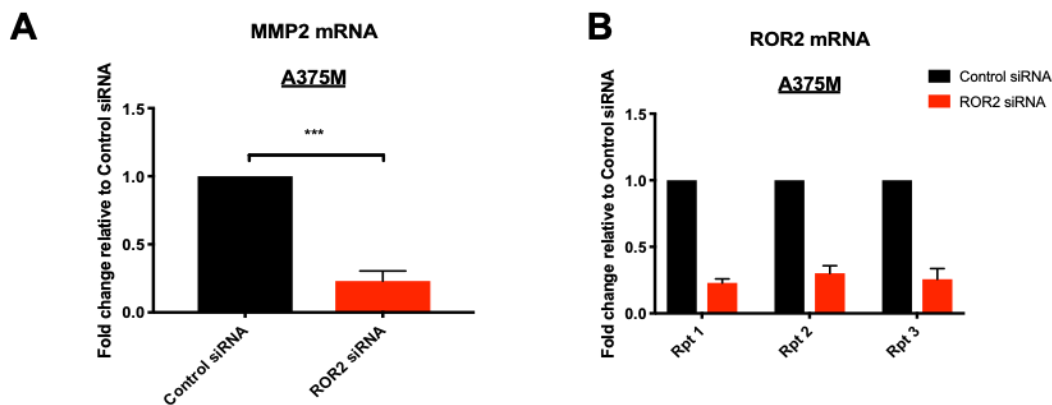 A
MMP2 mRNA
A375M
Fold change relative to Control siRNA
1.5
1.0
0.5
0.0
***
Control siRNA
ROR2 siRNA
B
ROR2 mRNA
A375M
Control siRNA
ROR2 siRNA
Fold change relative to Control siRNA
1.5
1.0
0.5
0.0
Rpt 1
Rpt 2
Rpt 3